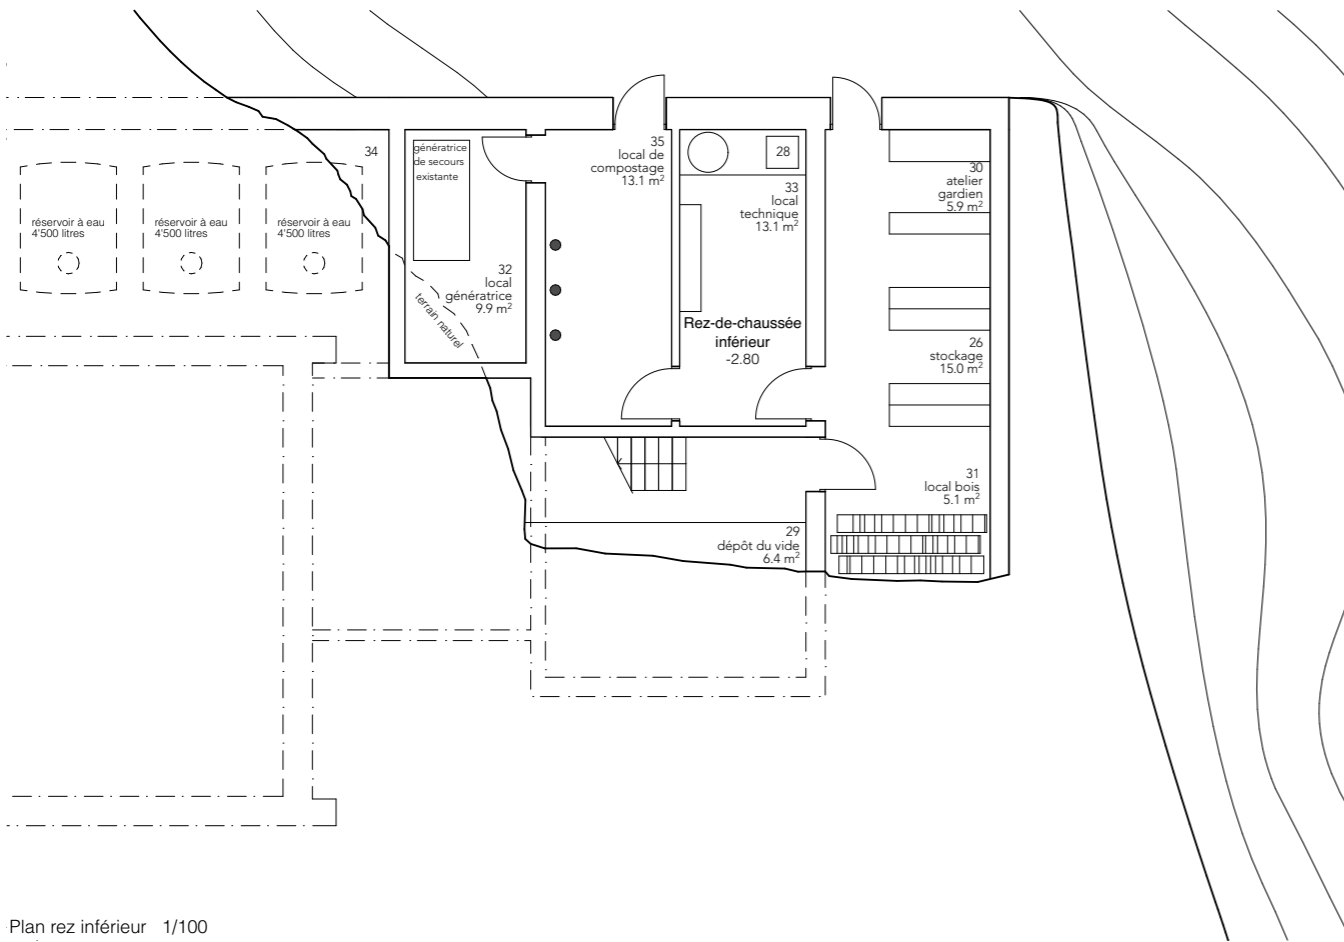 34
génératrice
de secours
existante
35
local de
compostage
13.1 m²
28
33
local
technique
13.1 m²
30
atelier
gardien
5.9 m²
réservoir à eau
4'500 litres
réservoir à eau
4'500 litres
réservoir à eau
4'500 litres
32
local
génératrice
9.9 m²
terrain naturel
Rez-de-chaussée
inférieur
-2.80
26
stockage
15.0 m²
31
local bois
5.1 m²
29
dépôt du vide
6.4 m²
Plan rez inférieur 1/100